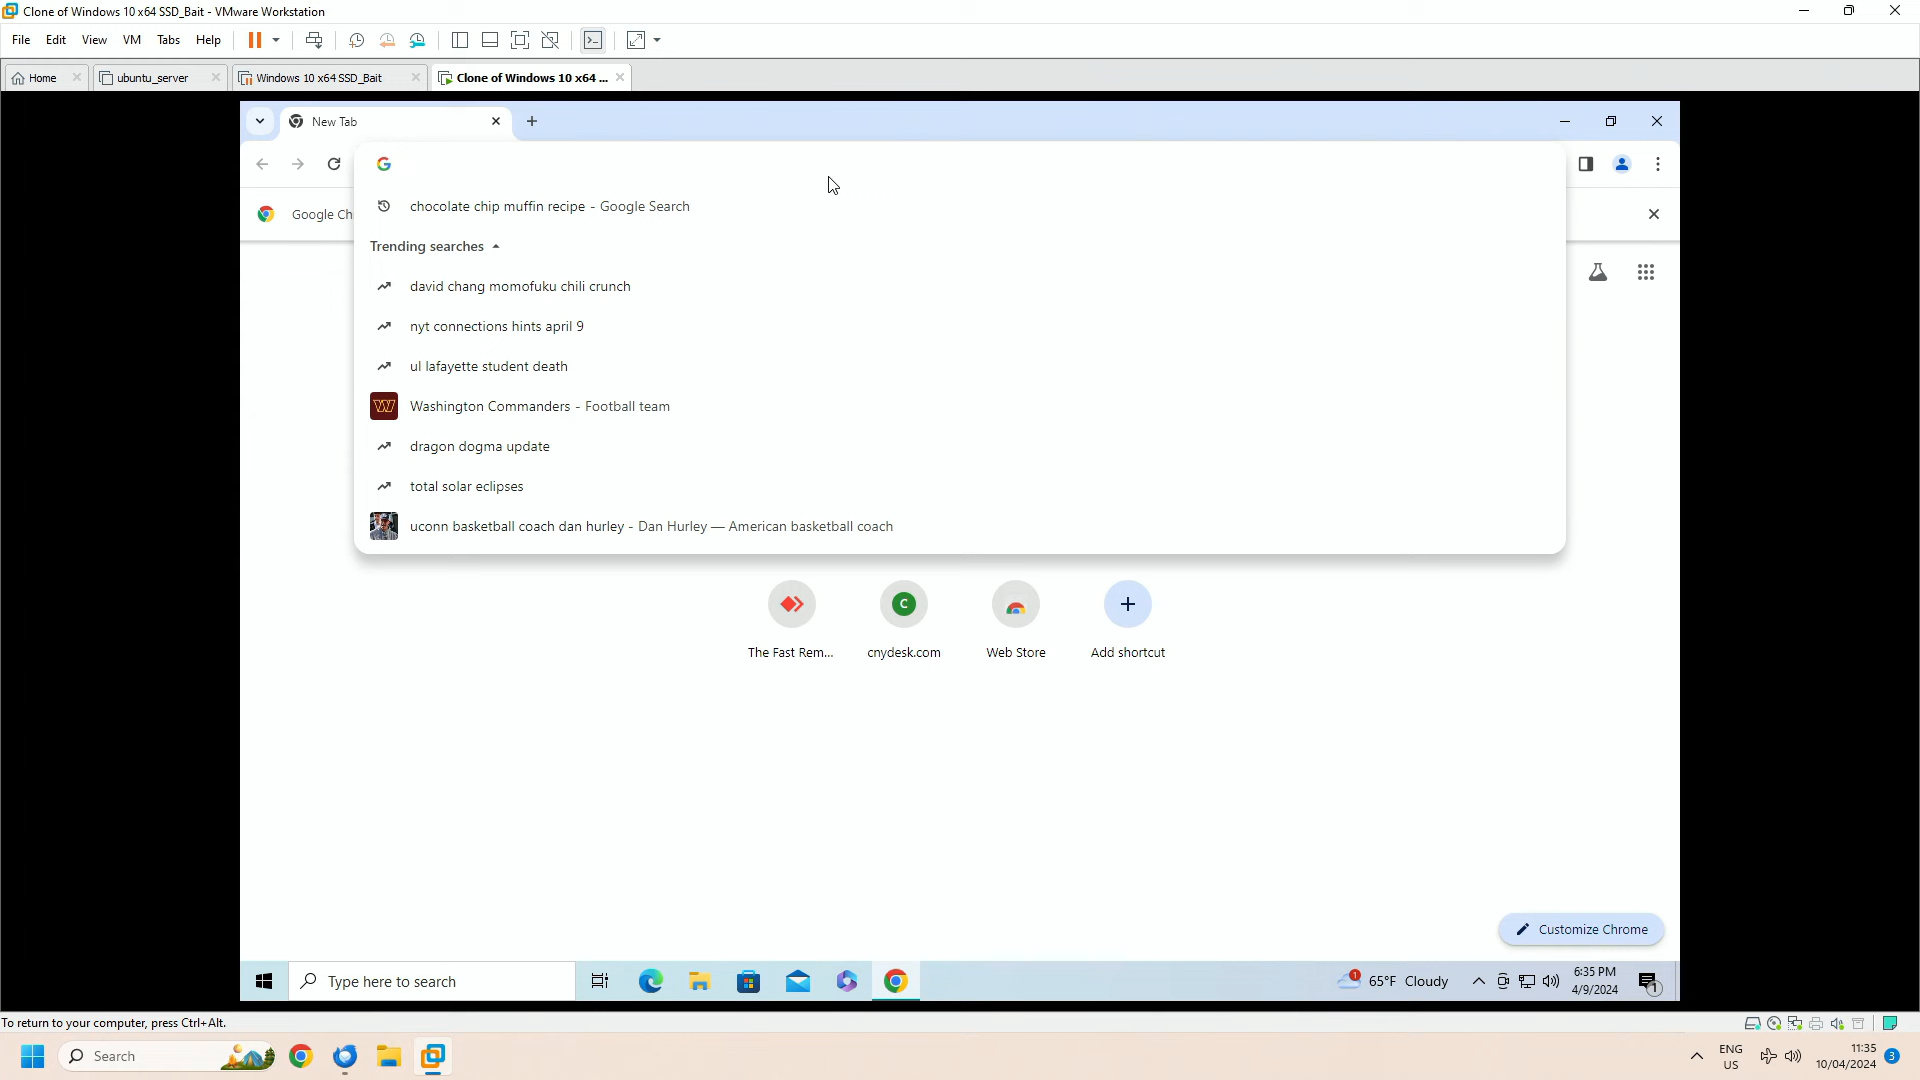 Clone of Windows 10 x64 SSD_Bait - VMware Workstation
File Edit View VM Tabs Help
Home ubuntu_server Windows 10 x64 SSD_Bait Clone of Windows 10 x64 ...
New Tab
chocolate chip muffin recipe - Google Search
Google Ch
Trending searches
david chang momofuku chili crunch
nyt connections hints april 9
ul lafayette student death
Washington Commanders - Football team
dragon dogma update
total solar eclipses
uconn basketball coach dan hurley - Dan Hurley — American basketball coach
C
The Fast Rem... cnydesk.com Web Store Add shortcut
Customize Chrome
Type here to search 1 65°F Cloudy 6:35 PM 1
4/9/2024
To return to your computer, press Ctrl+Alt.
Search ENG 11:35 3
US 10/04/2024